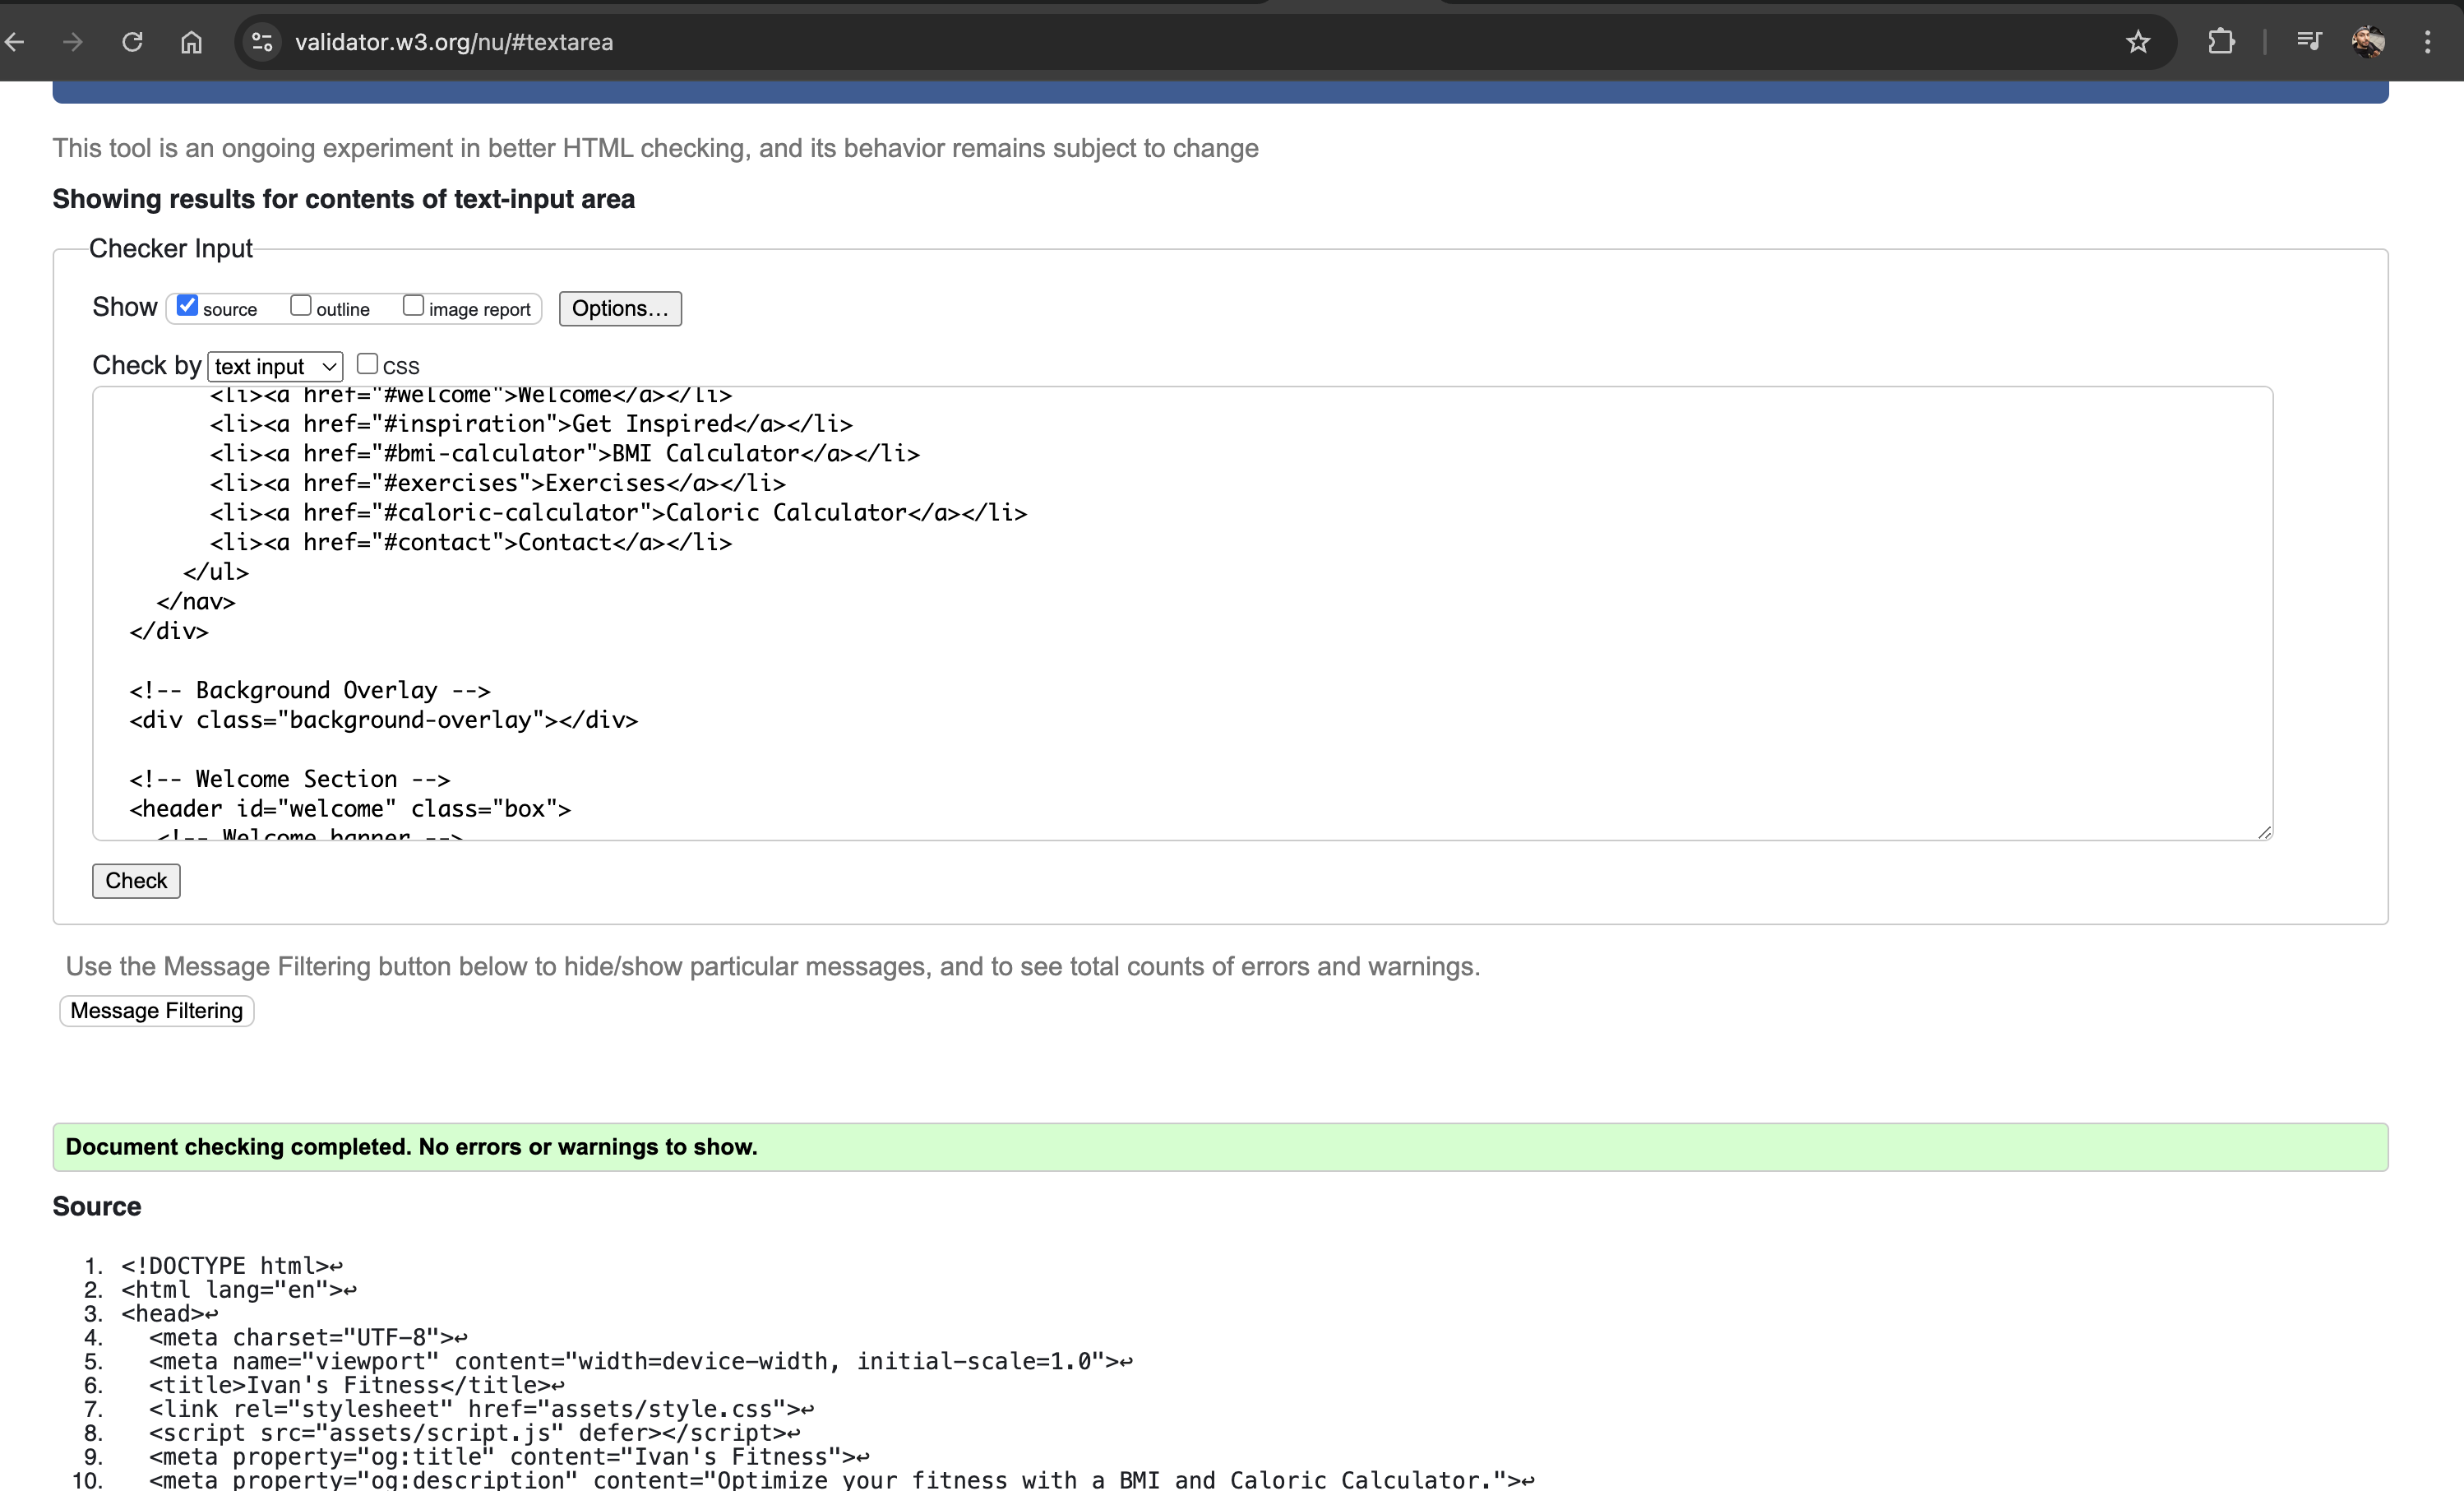 validator.w3.org/nu/#textarea
This tool is an ongoing experiment in better HTML checking, and its behavior remains subject to change
Showing results for contents of text-input area
Checker Input
Show source outline image report Options...
Check by text input css
<li><a href="#welcome">Welcome</a></li>
<li><a href="#inspiration">Get Inspired</a></li>
<li><a href="#bmi-calculator">BMI Calculator</a></li>
<li><a href="#exercises">Exercises</a></li>
<li><a href="#caloric-calculator">Caloric Calculator</a></li>
<li><a href="#contact">Contact</a></li>
</ul>
</nav>
</div>
<!-- Background Overlay -->
<div class="background-overlay"></div>
<!-- Welcome Section -->
<header id="welcome" class="box">
<!-- Welcome banner -->
Check
Use the Message Filtering button below to hide/show particular messages, and to see total counts of errors and warnings.
Message Filtering
Document checking completed. No errors or warnings to show.
Source
1. <!DOCTYPE html>↩
2. <html lang="en">↩
3. <head>↩
4. <meta charset="UTF-8">↩
5. <meta name="viewport" content="width=device-width, initial-scale=1.0">↩
6. <title>Ivan's Fitness</title>↩
7. <link rel="stylesheet" href="assets/style.css">↩
8. <script src="assets/script.js" defer></script>↩
9. <meta property="og:title" content="Ivan's Fitness">↩
10. <meta property="og:description" content="Optimize your fitness with a BMI and Caloric Calculator.">↩